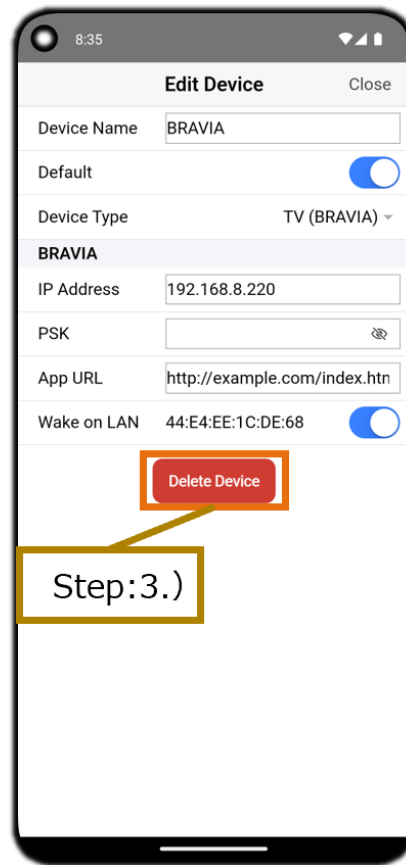 8:35
Edit Device Close
Device Name BRAVIA
Default
Device Type TV (BRAVIA)
BRAVIA
IP Address 192.168.8.220
PSK
App URL http://example.com/index.htn
Wake on LAN 44:E4:EE:1C:DE:68
Delete Device
Step:3.)